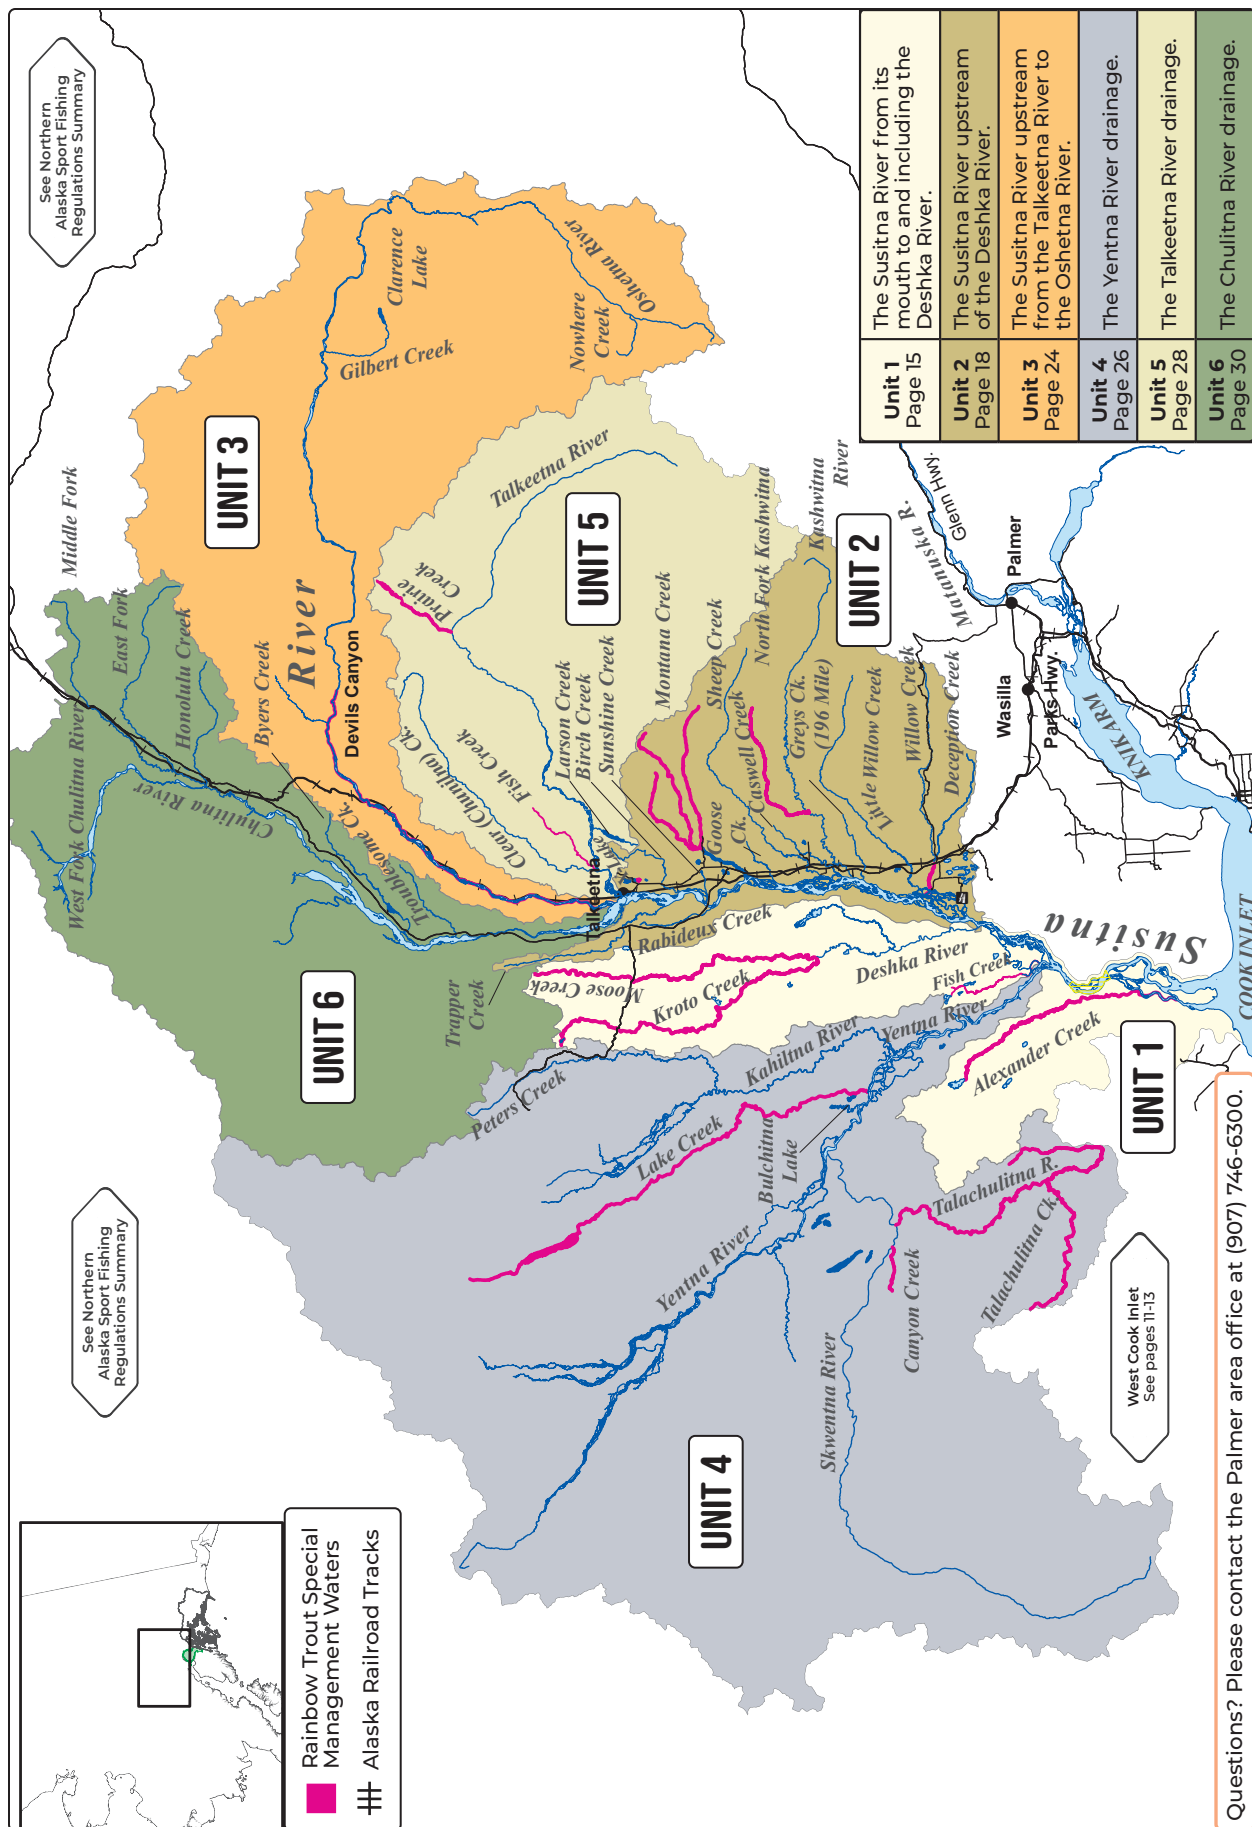 See Northern
Alaska Sport Fishing
Regulations Summary
See Northern
Alaska Sport Fishing
Regulations Summary
Rainbow Trout Special
Management Waters
Alaska Railroad Tracks
UNIT 6
UNIT 3
UNIT 5
UNIT 2
UNIT 4
UNIT 1
West Fork Chulitna River
Middle Fork
East Fork
Honolulu Creek
Chulitna River
Byers Creek
Troublesome Ck.
River
Devils Canyon
Gilbert Creek
Clarence
Lake
Nowhere
Creek
Oshetna River
Talkeetna River
Prairie
Creek
Clear (Chunilna) Ck.
Fish Creek
Larson Creek
Birch Creek
Sunshine Creek
Montana Creek
Talkeetna
Lake
Trapper
Creek
Rabideux Creek
Moose Creek
Kroto Creek
Deshka River
Fish Creek
Goose
Ck.
Sheep Creek
Caswell Creek
North Fork Kashwitna
Kashwitna
River
Greys Ck.
(196 Mile)
Little Willow Creek
Willow Creek
Deception Creek
Peters Creek
Kahiltna River
Yentna River
Lake Creek
Bulchitna
Lake
Yentna River
Skwentna River
Canyon Creek
Talachulitna R.
Talachulitna Ck.
Alexander Creek
Susitna
COOK INLET
KNIK ARM
Wasilla
Parks Hwy.
Palmer
Matanuska R.
Glenn Hwy.
West Cook Inlet
See pages 11-13
Unit 1
Page 15
The Susitna River from its
mouth to and including the
Deshka River.
Unit 2
Page 18
The Susitna River upstream
of the Deshka River.
Unit 3
Page 24
The Susitna River upstream
from the Talkeetna River to
the Oshetna River.
Unit 4
Page 26
The Yentna River drainage.
Unit 5
Page 28
The Talkeetna River drainage.
Unit 6
Page 30
The Chulitna River drainage.
Questions? Please contact the Palmer area office at (907) 746-6300.